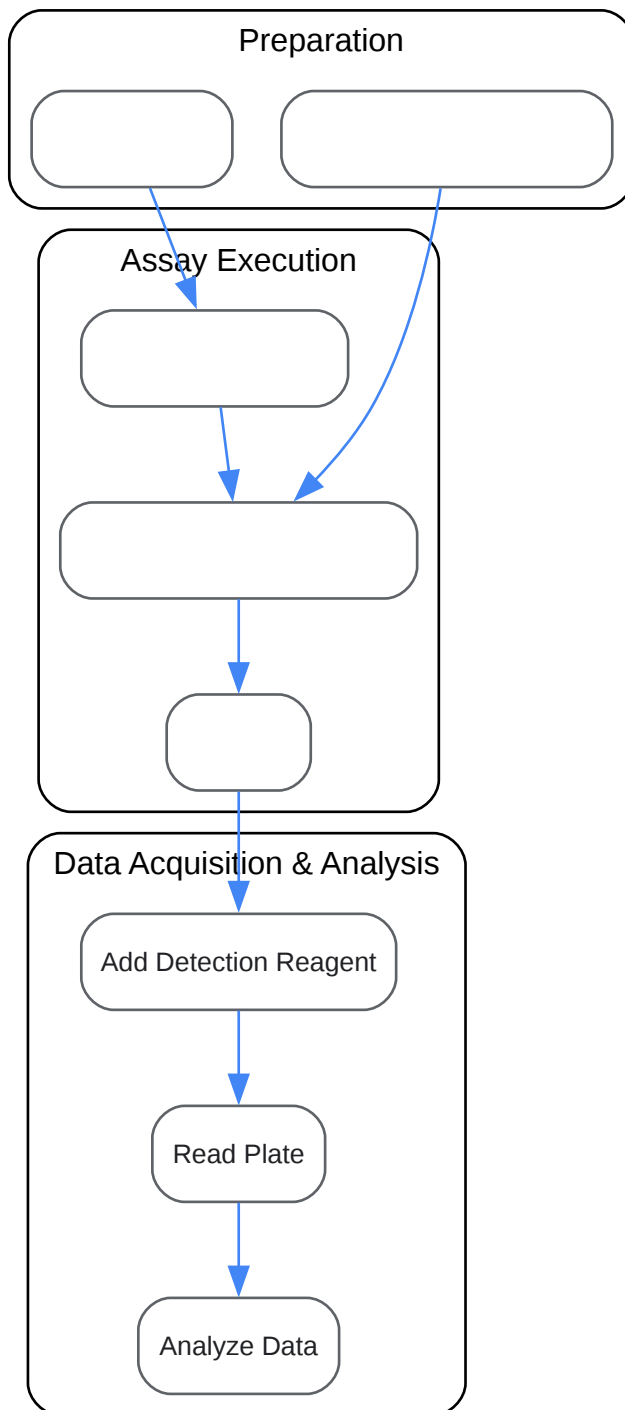 Preparation
Assay Execution
Data Acquisition & Analysis
Add Detection Reagent
Read Plate
Analyze Data